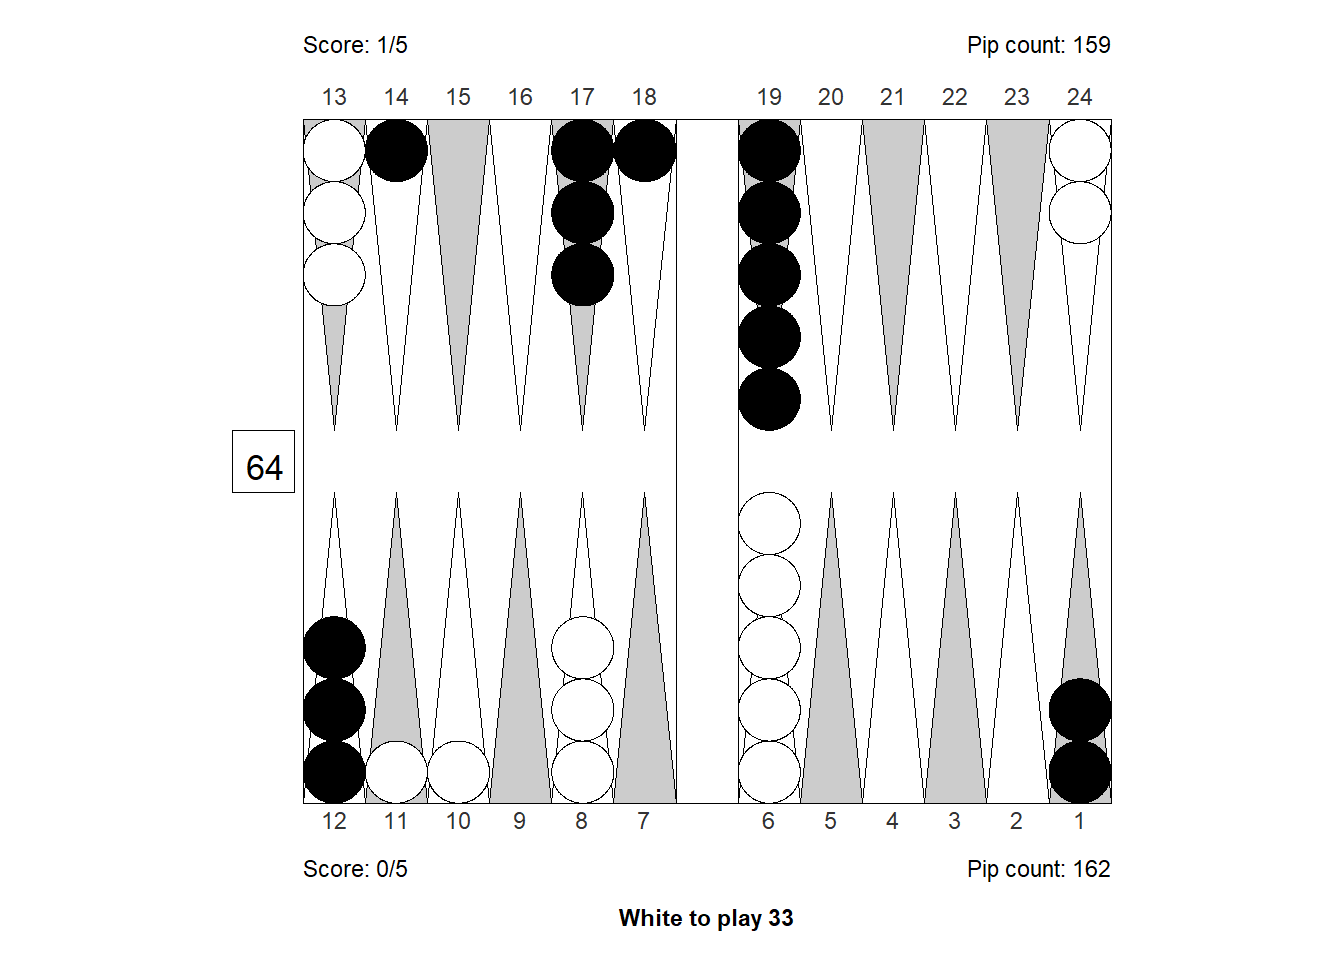 Score: 1/5 Pip count: 159
13 14 15 16 17 18 19 20 21 22 23 24
64
12 11 10 9 8 7 6 5 4 3 2 1
Score: 0/5 Pip count: 162
White to play 33